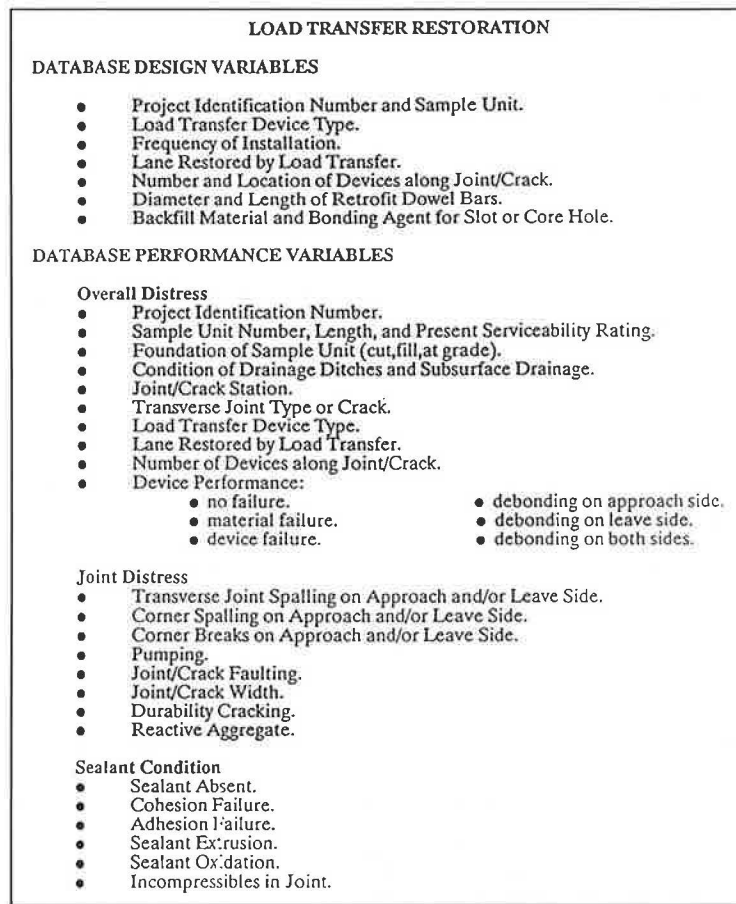 LOAD TRANSFER RESTORATION
DATABASE DESIGN VARIABLES
• Project Identification Number and Sample Unit.
• Load Transfer Device Type.
• Frequency of Installation.
• Lane Restored by Load Transfer.
• Number and Location of Devices along Joint/Crack.
• Diameter and Length of Retrofit Dowel Bars.
• Backfill Material and Bonding Agent for Slot or Core Hole.
DATABASE PERFORMANCE VARIABLES
Overall Distress
• Project Identification Number.
• Sample Unit Number, Length, and Present Serviceability Rating.
• Foundation of Sample Unit (cut,fill,at grade).
• Condition of Drainage Ditches and Subsurface Drainage.
• Joint/Crack Station.
• Transverse Joint Type or Crack.
• Load Transfer Device Type.
• Lane Restored by Load Transfer.
• Number of Devices along Joint/Crack.
• Device Performance:
• no failure. • debonding on approach side.
• material failure. • debonding on leave side.
• device failure. • debonding on both sides.
Joint Distress
• Transverse Joint Spalling on Approach and/or Leave Side.
• Corner Spalling on Approach and/or Leave Side.
• Corner Breaks on Approach and/or Leave Side.
• Pumping.
• Joint/Crack Faulting.
• Joint/Crack Width.
• Durability Cracking.
• Reactive Aggregate.
Sealant Condition
• Sealant Absent.
• Cohesion Failure.
• Adhesion Failure.
• Sealant Extrusion.
• Sealant Oxidation.
• Incompressibles in Joint.